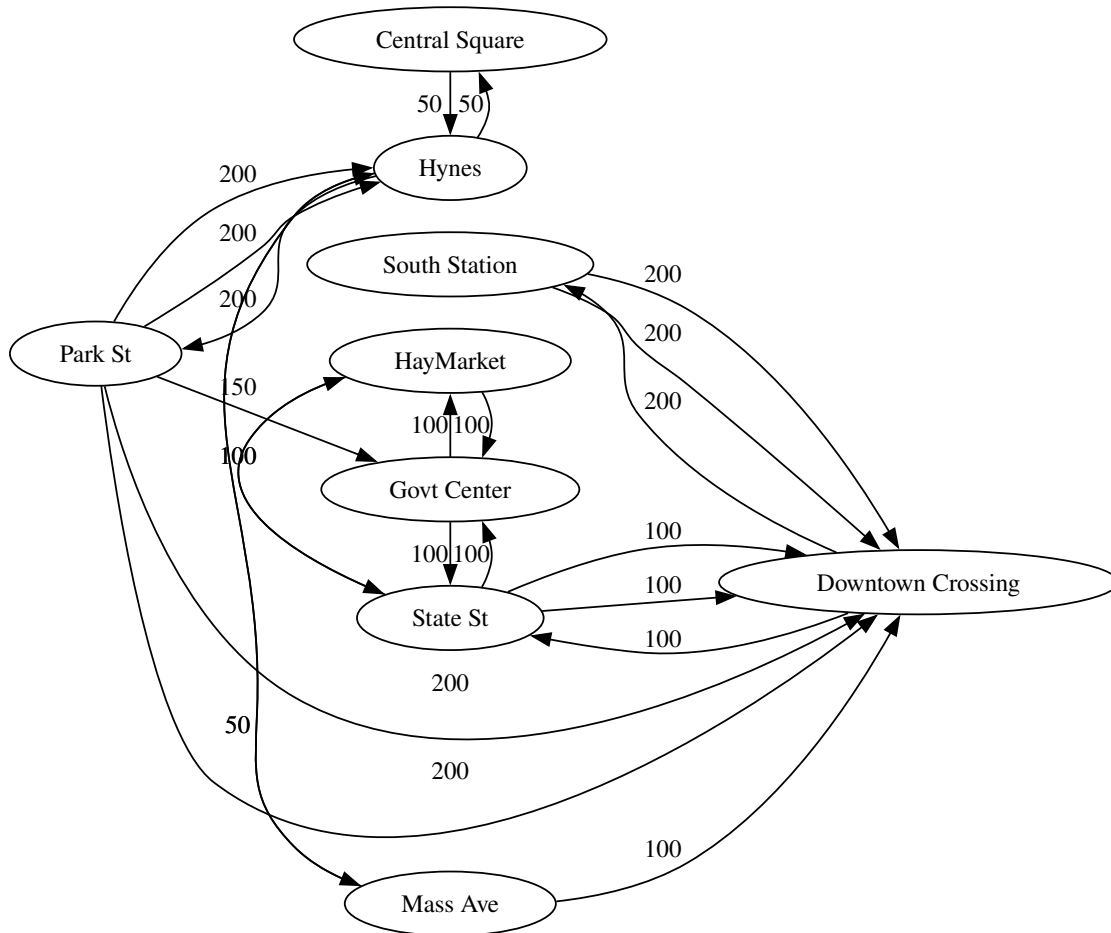 Central Square
50 50
200
Hynes
200
South Station
200
200
200
Park St
HayMarket
150
200
100 100
100
Govt Center
100
100 100
100
Downtown Crossing
State St
100
200
50
200
100
Mass Ave